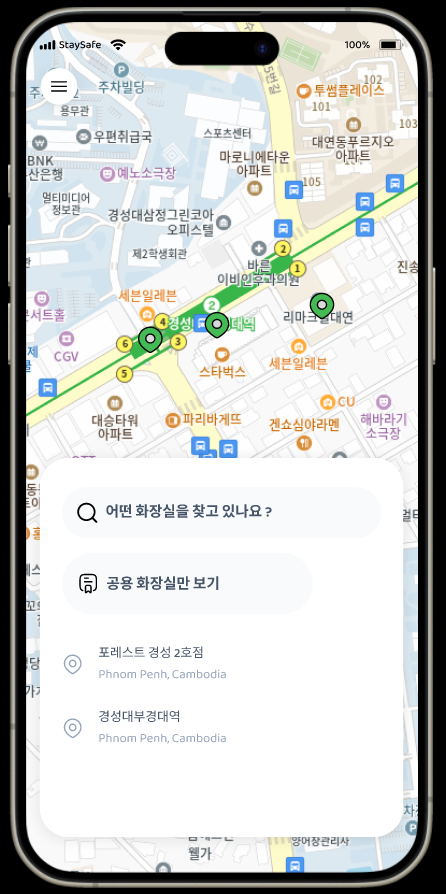 StaySafe
100%
주차빌딩
용무관
102
투썸플레이스
101
우편취급국
스포츠센터
103
대연동푸르지오
아파트
BNK
산은행
예노소극장
마로니에타운
아파트
105
멀티미디어
정보관
경성대삼정그린코아
오피스텔
제2학생회관
2
바른
이비인후과의원
1
진송
세븐일레븐
2
4
리마크
대연
서트홀
CGV
6
3
스타벅스
세븐일레븐
5
대승타워
아파트
파리바게뜨
CU
겐쇼심야라멘
해바라기
소극장
어떤 화장실을 찾고 있나요 ?
공용 화장실만 보기
포레스트 경성 2호점
Phnom Penh, Cambodia
경성대부경대역
Phnom Penh, Cambodia
웰가